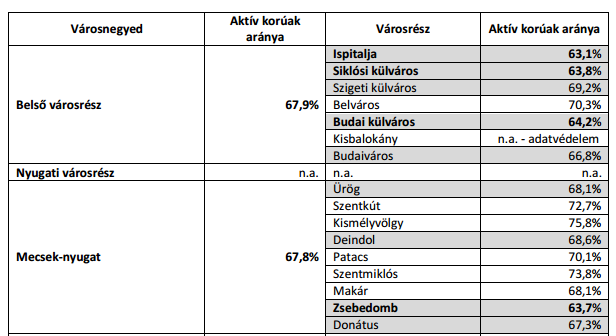 Városnegyed Aktív korúak aránya Városrész Aktív korúak aránya
Ispitalja 63,1%
Siklósi külváros 63,8%
Szigeti külváros 69,2%
Belső városrész 67,9% Belváros 70,3%
Budai külváros 64,2%
Kisbalokány n.a. - adatvédelem
Budaiváros 66,8%
Nyugati városrész n.a. n.a. n.a.
Ürög 68,1%
Szentkút 72,7%
Kismélyvölgy 75,8%
Deindol 68,6%
Mecsek-nyugat 67,8% Patacs 70,1%
Szentmiklós 73,8%
Makár 68,1%
Zsebedomb 63,7%
Donátus 67,3%